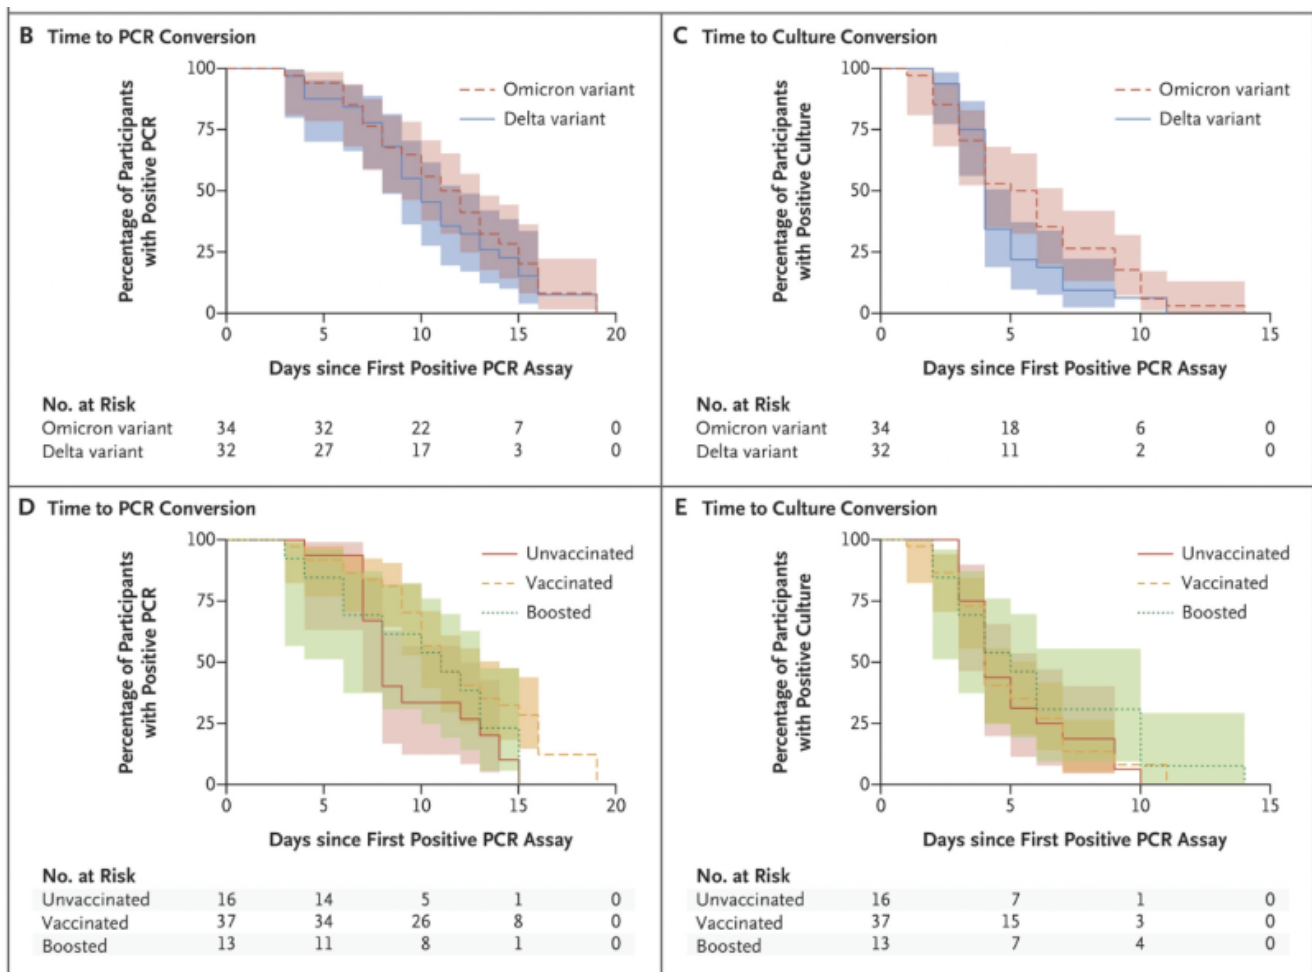 B Time to PCR Conversion
Percentage of Participants
with Positive PCR
100
75
50
25
0
Omicron variant
Delta variant
0 5 10 15 20
Days since First Positive PCR Assay
No. at Risk
Omicron variant 34 32 22 7 0
Delta variant 32 27 17 3 0
C Time to Culture Conversion
Percentage of Participants
with Positive Culture
100
75
50
25
0
Omicron variant
Delta variant
0 5 10 15
Days since First Positive PCR Assay
No. at Risk
Omicron variant 34 18 6 0
Delta variant 32 11 2 0
D Time to PCR Conversion
Percentage of Participants
with Positive PCR
100
75
50
25
0
Unvaccinated
Vaccinated
Boosted
0 5 10 15 20
Days since First Positive PCR Assay
No. at Risk
Unvaccinated 16 14 5 1 0
Vaccinated 37 34 26 8 0
Boosted 13 11 8 1 0
E Time to Culture Conversion
Percentage of Participants
with Positive Culture
100
75
50
25
0
Unvaccinated
Vaccinated
Boosted
0 5 10 15
Days since First Positive PCR Assay
No. at Risk
Unvaccinated 16 7 1 0
Vaccinated 37 15 3 0
Boosted 13 7 4 0